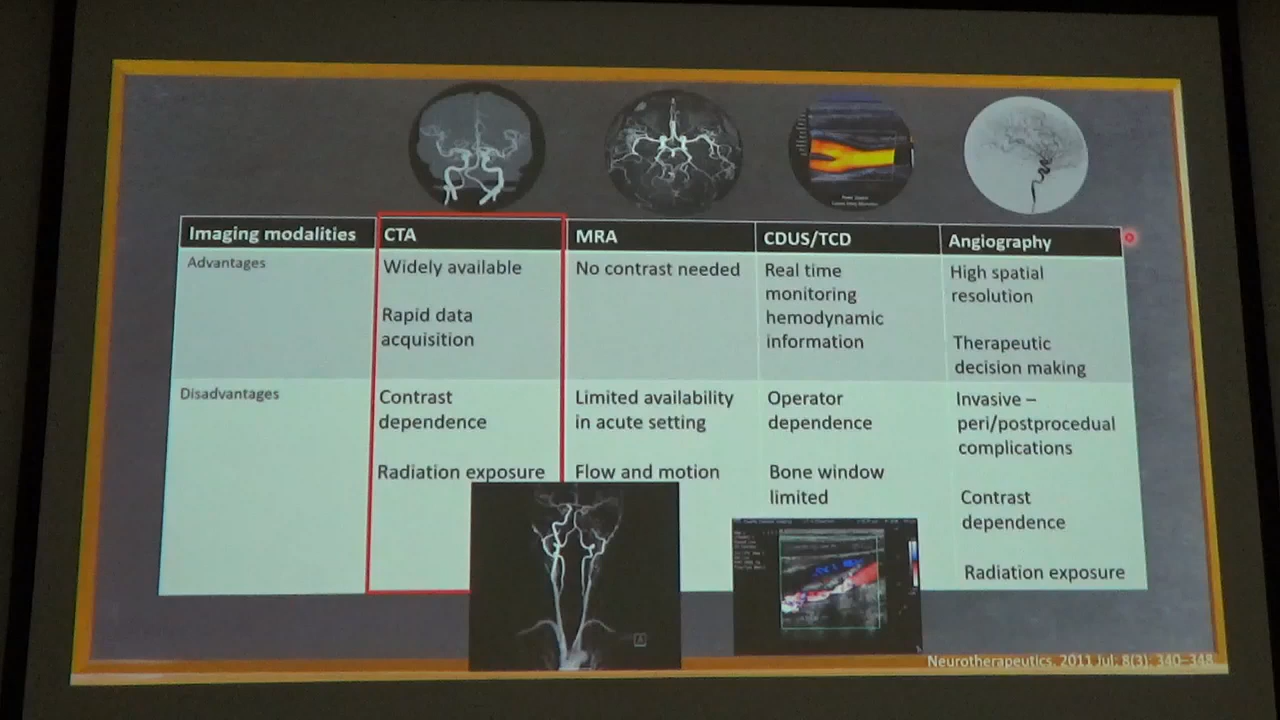 Imaging modalities
CTA
MRA
CDUS/TCD
Angiography
Advantages
Widely available
Rapid data
acquisition
No contrast needed
Real time
monitoring
hemodynamic
information
High spatial
resolution
Therapeutic
decision making
Disadvantages
Contrast
dependence
Radiation exposure
Limited availability
in acute setting
Flow and motion
Operator
dependence
Bone window
limited
Invasive –
peri/postprocedual
complications
Contrast
dependence
Radiation exposure
Neurotherapeutics. 2011 Jul; 8(3): 340–348